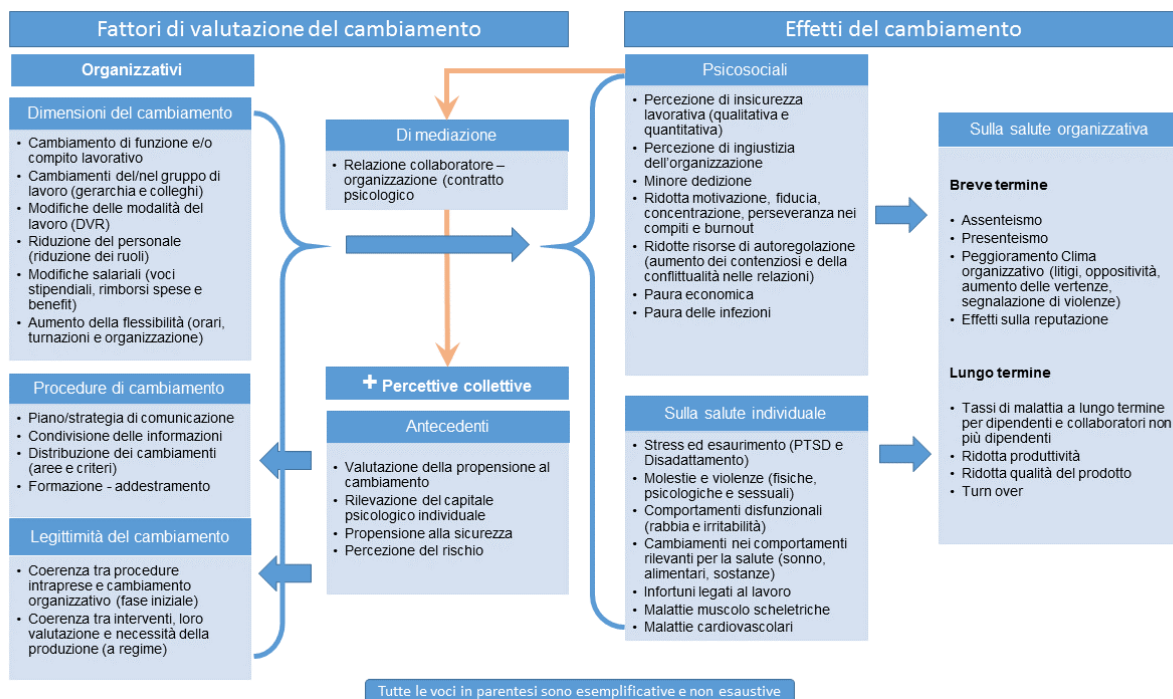 Fattori di valutazione del cambiamento
Effetti del cambiamento
Organizzativi
Dimensioni del cambiamento
• Cambiamento di funzione e/o
compito lavorativo
• Cambiamenti del/nel gruppo di
lavoro (gerarchia e colleghi)
• Modifiche delle modalità del
lavoro (DVR)
• Riduzione del personale
(riduzione dei ruoli)
• Modifiche salariali (voci
stipendiali, rimborsi spese e
benefit)
• Aumento della flessibilità (orari,
turnazioni e organizzazione)
Procedure di cambiamento
• Piano/strategia di comunicazione
• Condivisione delle informazioni
• Distribuzione dei cambiamenti
(aree e criteri)
• Formazione - addestramento
Legittimità del cambiamento
• Coerenza tra procedure
intraprese e cambiamento
organizzativo (fase iniziale)
• Coerenza tra interventi, loro
valutazione e necessità della
produzione (a regime)
Di mediazione
• Relazione collaboratore –
organizzazione (contratto
psicologico
+ Percettive collettive
Antecedenti
• Valutazione della propensione al
cambiamento
• Rilevazione del capitale
psicologico individuale
• Propensione alla sicurezza
• Percezione del rischio
Psicosociali
• Percezione di insicurezza
lavorativa (qualitativa e
quantitativa)
• Percezione di ingiustizia
dell'organizzazione
• Minore dedizione
• Ridotta motivazione, fiducia,
concentrazione, perseveranza nei
compiti e burnout
• Ridotte risorse di autoregolazione
(aumento dei contenziosi e della
conflittualità nelle relazioni)
• Paura economica
• Paura delle infezioni
Sulla salute individuale
• Stress ed esaurimento (PTSD e
Disadattamento)
• Molestie e violenze (fisiche,
psicologiche e sessuali)
• Comportamenti disfunzionali
(rabbia e irritabilità)
• Cambiamenti nei comportamenti
rilevanti per la salute (sonno,
alimentari, sostanze)
• Infortuni legati al lavoro
• Malattie muscolo scheletriche
• Malattie cardiovascolari
Sulla salute organizzativa
Breve termine
• Assenteismo
• Presenteismo
• Peggioramento Clima
organizzativo (litigi, oppositività,
aumento delle vertenze,
segnalazione di violenze)
• Effetti sulla reputazione
Lungo termine
• Tassi di malattia a lungo termine
per dipendenti e collaboratori non
più dipendenti
• Ridotta produttività
• Ridotta qualità del prodotto
• Turn over
Tutte le voci in parentesi sono esemplificative e non esaustive